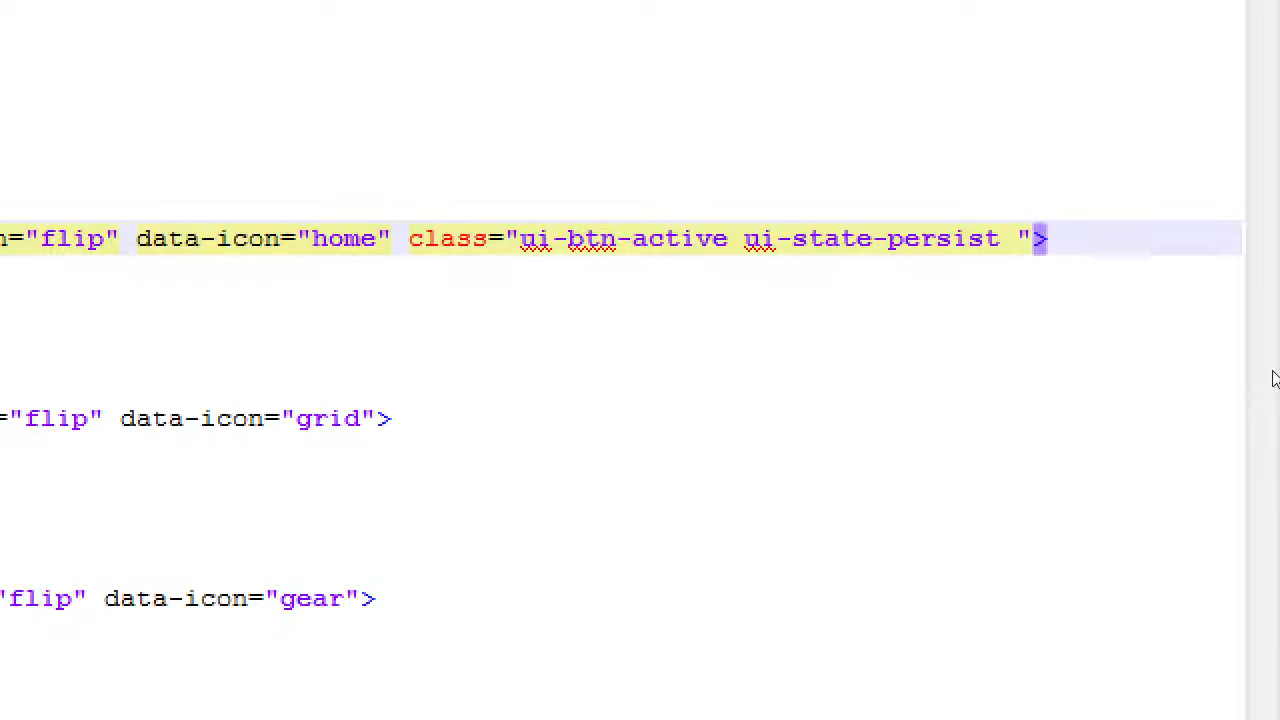 n="flip" data-icon="home" class="ui-btn-active ui-state-persist ">
="flip" data-icon="grid">
"flip" data-icon="gear">